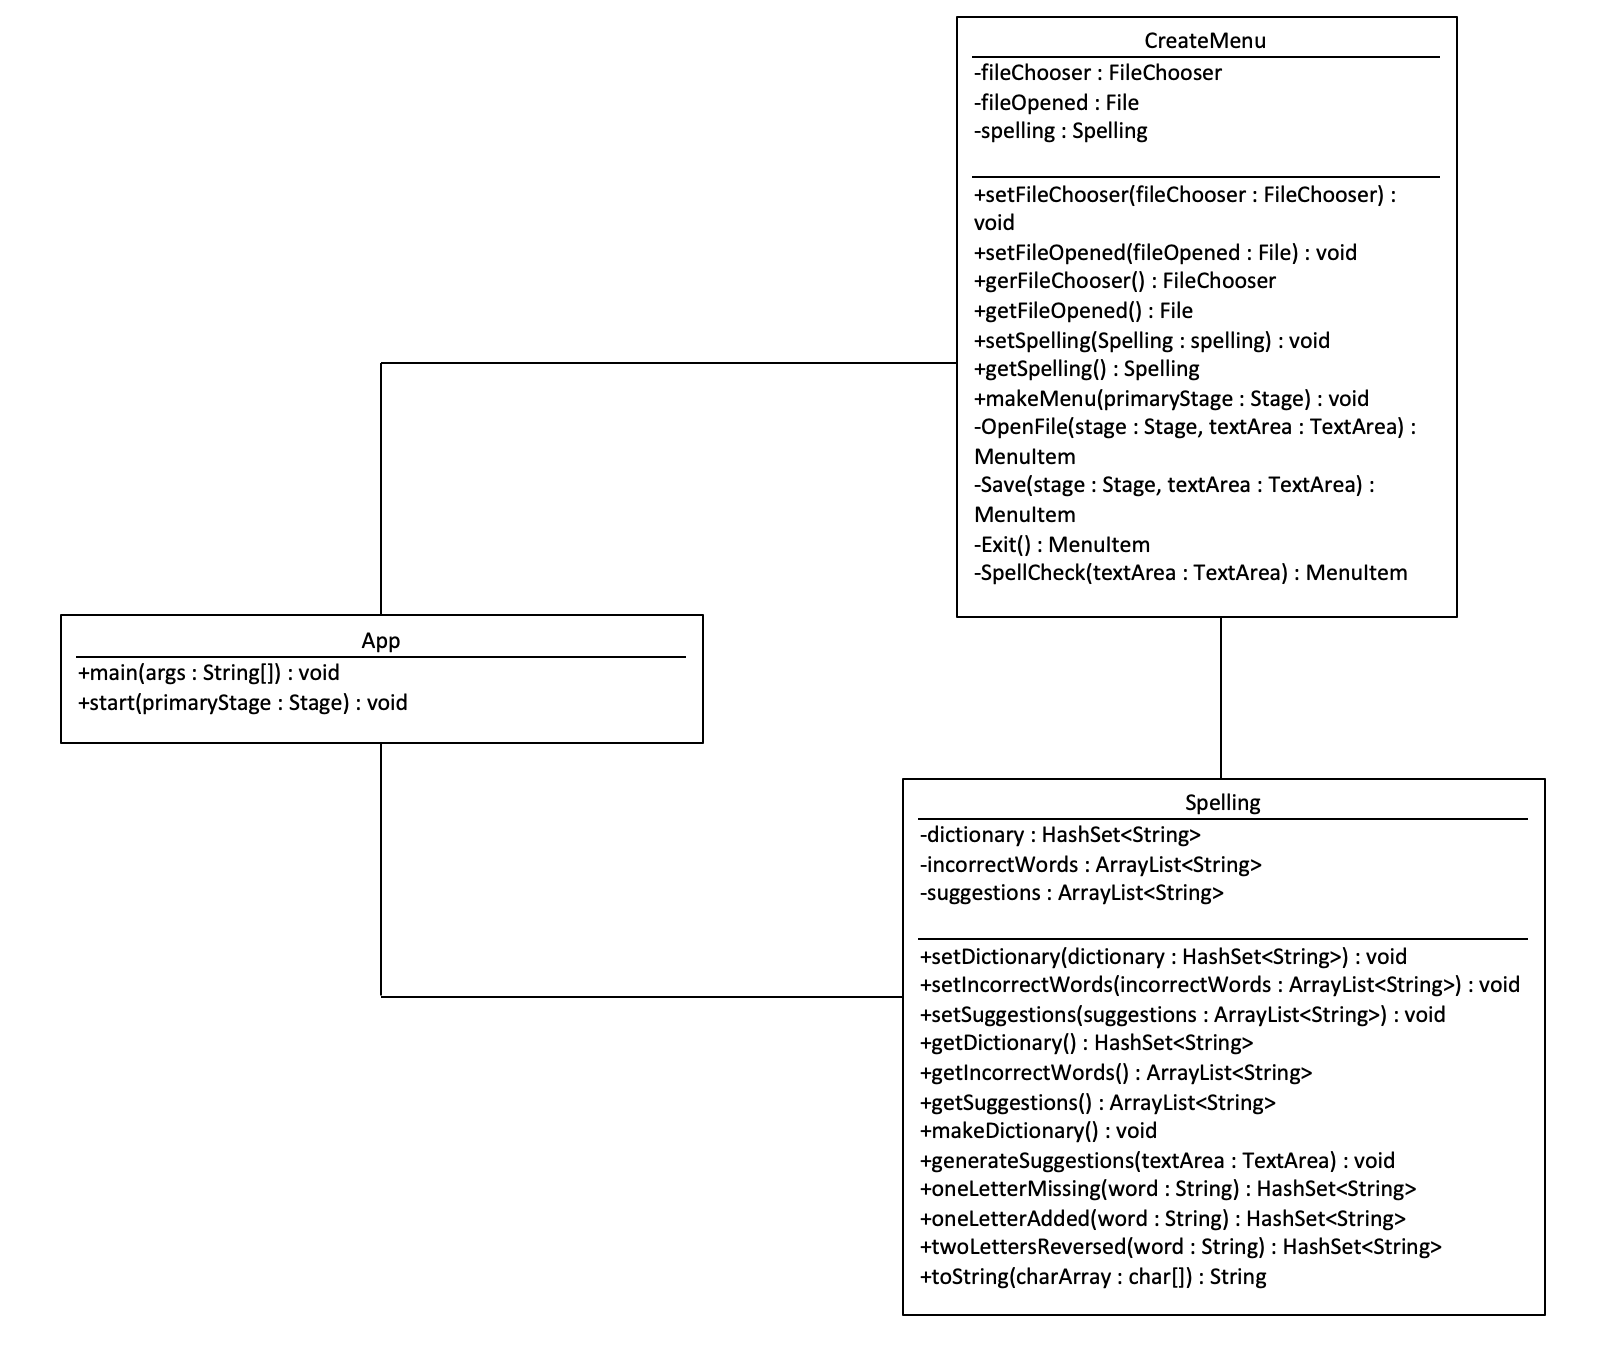 CreateMenu
-fileChooser : FileChooser
-fileOpened : File
-spelling : Spelling
+setFileChooser(fileChooser : FileChooser) :
void
+setFileOpened(fileOpened : File) : void
+gerFileChooser() : FileChooser
+getFileOpened() : File
+setSpelling(Spelling : spelling) : void
+getSpelling() : Spelling
+makeMenu(primaryStage : Stage) : void
-OpenFile(stage : Stage, textArea : TextArea) :
MenuItem
-Save(stage : Stage, textArea : TextArea) :
MenuItem
-Exit() : MenuItem
-SpellCheck(textArea : TextArea) : MenuItem
App
+main(args : String[]) : void
+start(primaryStage : Stage) : void
Spelling
-dictionary : HashSet<String>
-incorrectWords : ArrayList<String>
-suggestions : ArrayList<String>
+setDictionary(dictionary : HashSet<String>) : void
+setIncorrectWords(incorrectWords : ArrayList<String>) : void
+setSuggestions(suggestions : ArrayList<String>) : void
+getDictionary() : HashSet<String>
+getIncorrectWords() : ArrayList<String>
+getSuggestions() : ArrayList<String>
+makeDictionary() : void
+generateSuggestions(textArea : TextArea) : void
+oneLetterMissing(word : String) : HashSet<String>
+oneLetterAdded(word : String) : HashSet<String>
+twoLettersReversed(word : String) : HashSet<String>
+toString(charArray : char[]) : String